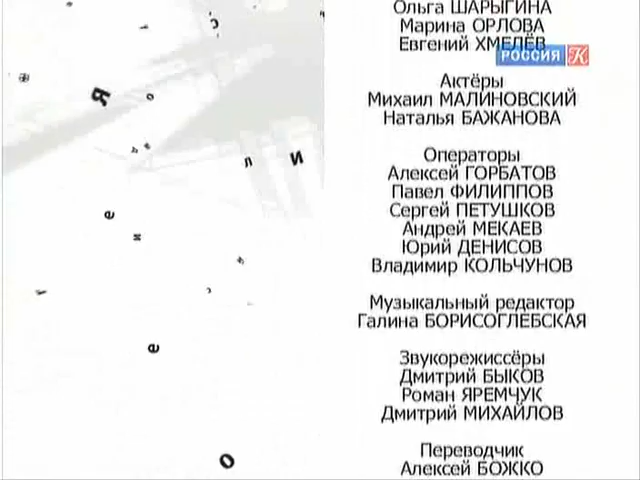 Ольга ШАРЫГИНА
Марина ОРЛОВА
Евгений ХМЕЛЁВ
РОССИЯ К
Актёры
Михаил МАЛИНОВСКИЙ
Наталья БАЖАНОВА
Операторы
Алексей ГОРБАТОВ
Павел ФИЛИППОВ
Сергей ПЕТУШКОВ
Андрей МЕКАЕВ
Юрий ДЕНИСОВ
Владимир КОЛЬЧУНОВ
Музыкальный редактор
Галина БОРИСОГЛЕБСКАЯ
Звукорежиссёры
Дмитрий БЫКОВ
Роман ЯРЕМЧУК
Дмитрий МИХАЙЛОВ
Переводчик
Алексей БОЖКО
Я
о
л
И
е
и
е
о